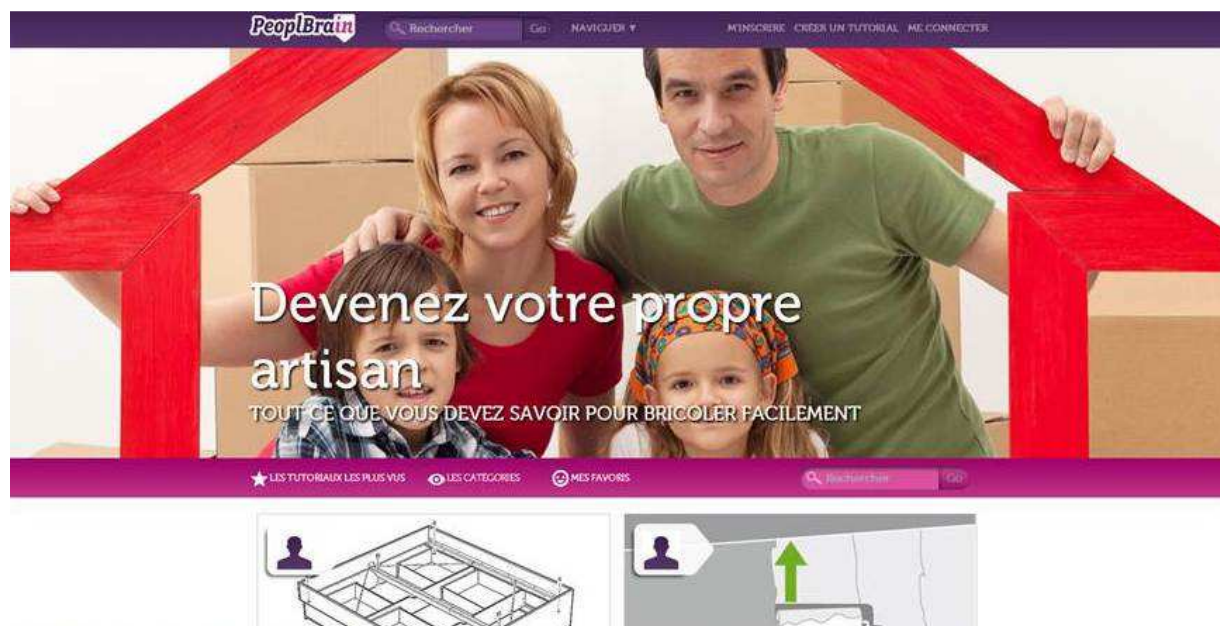 PeoplBrain
Rechercher Go NAVIGUER ▼ M'INSCRIRE CRÉER UN TUTORIAL ME CONNECTER
Devenez votre propre
artisan
TOUT CE QUE VOUS DEVEZ SAVOIR POUR BRICOLER FACILEMENT
LES TUTORIAUX LES PLUS VUS LES CATÉGORIES MES FAVORIS Rechercher Go